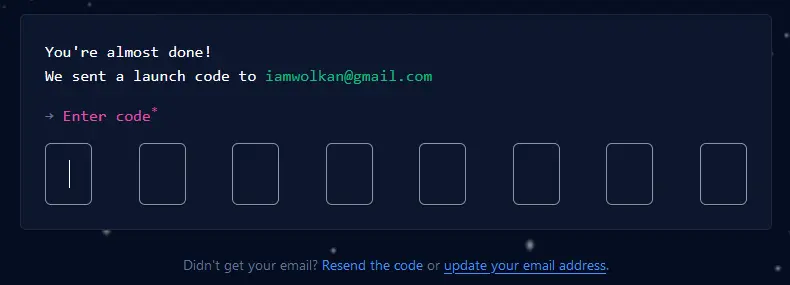 You're almost done!
We sent a launch code to iamwolkan@gmail.com
→ Enter code*
Didn't get your email? Resend the code or update your email address.